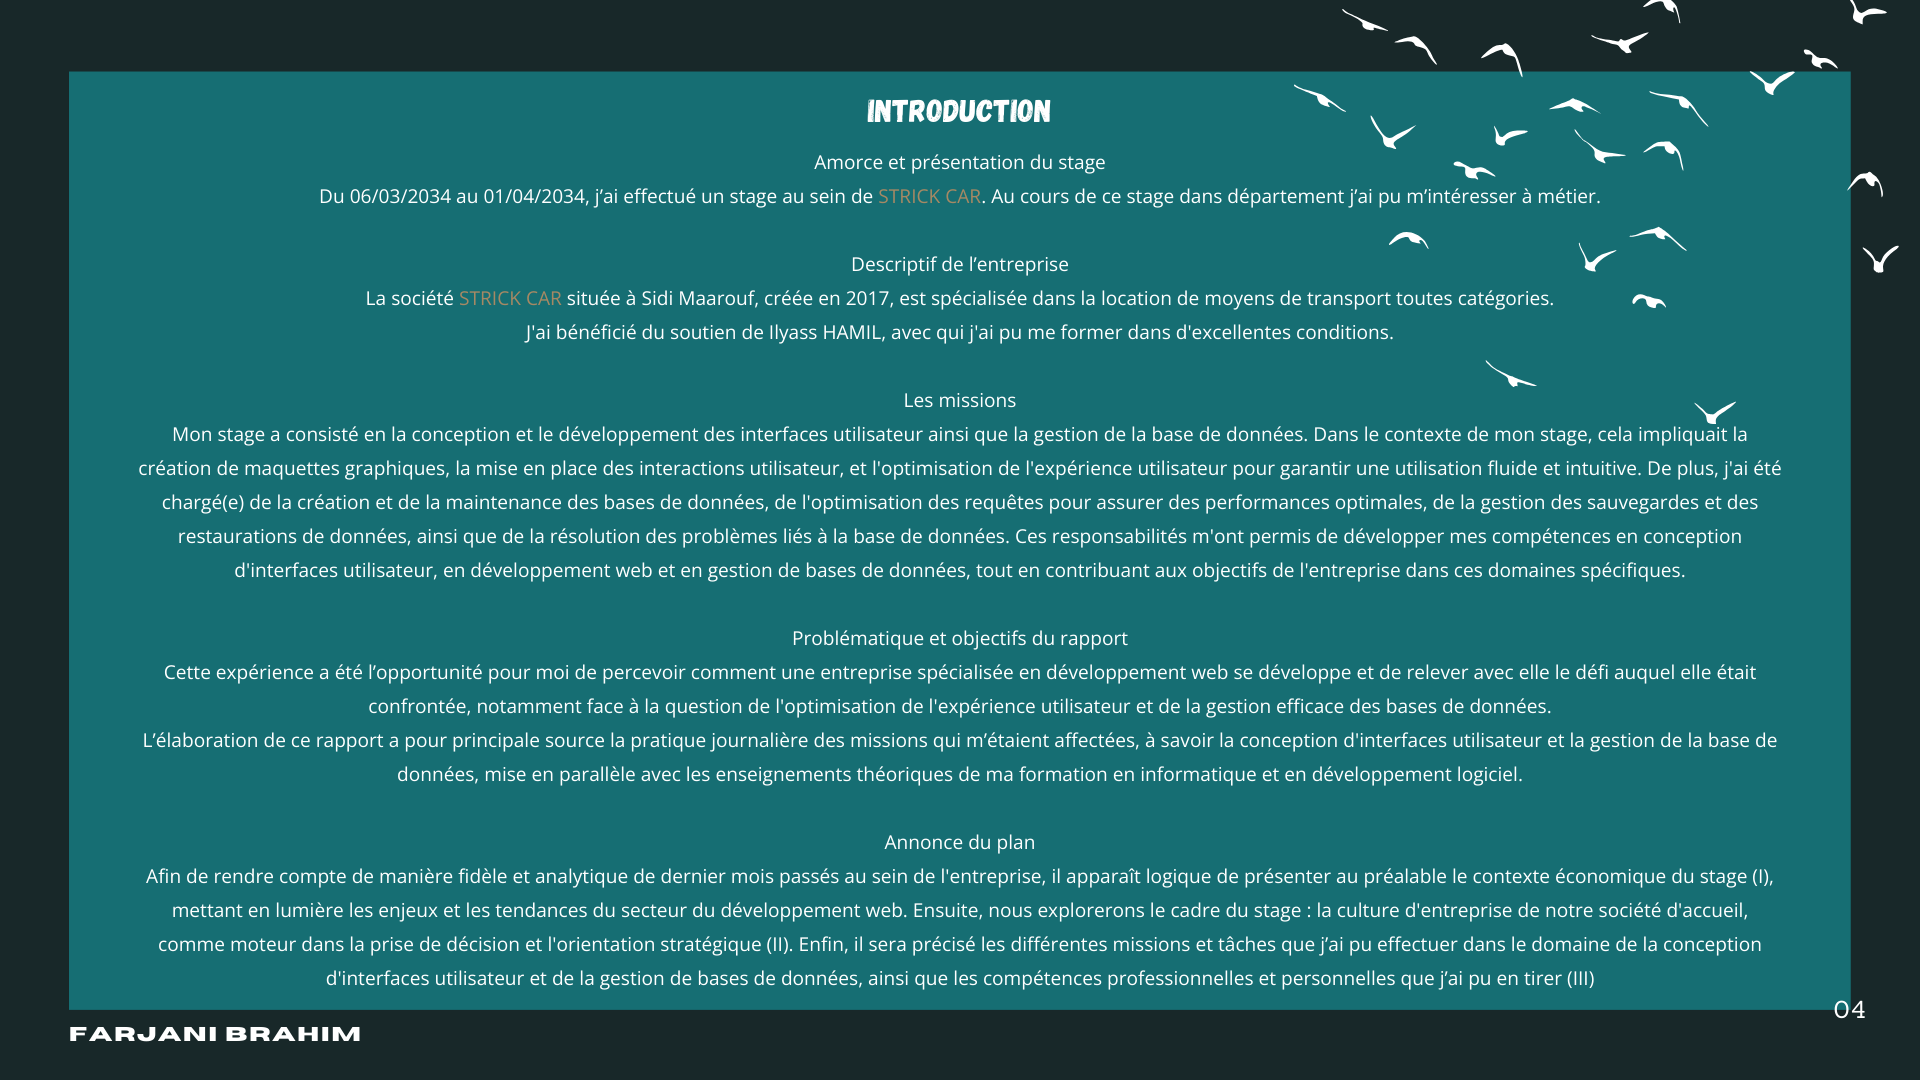 INTRODUCTION
Amorce et présentation du stage
Du 06/03/2034 au 01/04/2034, j’ai effectué un stage au sein de STRICK CAR. Au cours de ce stage dans département j’ai pu m’intéresser à métier.
Descriptif de l’entreprise
La société STRICK CAR située à Sidi Maarouf, créée en 2017, est spécialisée dans la location de moyens de transport toutes catégories.
J'ai bénéficié du soutien de Ilyass HAMIL, avec qui j'ai pu me former dans d'excellentes conditions.
Les missions
Mon stage a consisté en la conception et le développement des interfaces utilisateur ainsi que la gestion de la base de données. Dans le contexte de mon stage, cela impliquait la
création de maquettes graphiques, la mise en place des interactions utilisateur, et l'optimisation de l'expérience utilisateur pour garantir une utilisation fluide et intuitive. De plus, j'ai été
chargé(e) de la création et de la maintenance des bases de données, de l'optimisation des requêtes pour assurer des performances optimales, de la gestion des sauvegardes et des
restaurations de données, ainsi que de la résolution des problèmes liés à la base de données. Ces responsabilités m'ont permis de développer mes compétences en conception
d'interfaces utilisateur, en développement web et en gestion de bases de données, tout en contribuant aux objectifs de l'entreprise dans ces domaines spécifiques.
Problématique et objectifs du rapport
Cette expérience a été l’opportunité pour moi de percevoir comment une entreprise spécialisée en développement web se développe et de relever avec elle le défi auquel elle était
confrontée, notamment face à la question de l'optimisation de l'expérience utilisateur et de la gestion efficace des bases de données.
L’élaboration de ce rapport a pour principale source la pratique journalière des missions qui m’étaient affectées, à savoir la conception d'interfaces utilisateur et la gestion de la base de
données, mise en parallèle avec les enseignements théoriques de ma formation en informatique et en développement logiciel.
Annonce du plan
Afin de rendre compte de manière fidèle et analytique de dernier mois passés au sein de l'entreprise, il apparaît logique de présenter au préalable le contexte économique du stage (I),
mettant en lumière les enjeux et les tendances du secteur du développement web. Ensuite, nous explorerons le cadre du stage : la culture d'entreprise de notre société d'accueil,
comme moteur dans la prise de décision et l'orientation stratégique (II). Enfin, il sera précisé les différentes missions et tâches que j’ai pu effectuer dans le domaine de la conception
d'interfaces utilisateur et de la gestion de bases de données, ainsi que les compétences professionnelles et personnelles que j’ai pu en tirer (III)
04
FARJANI BRAHIM